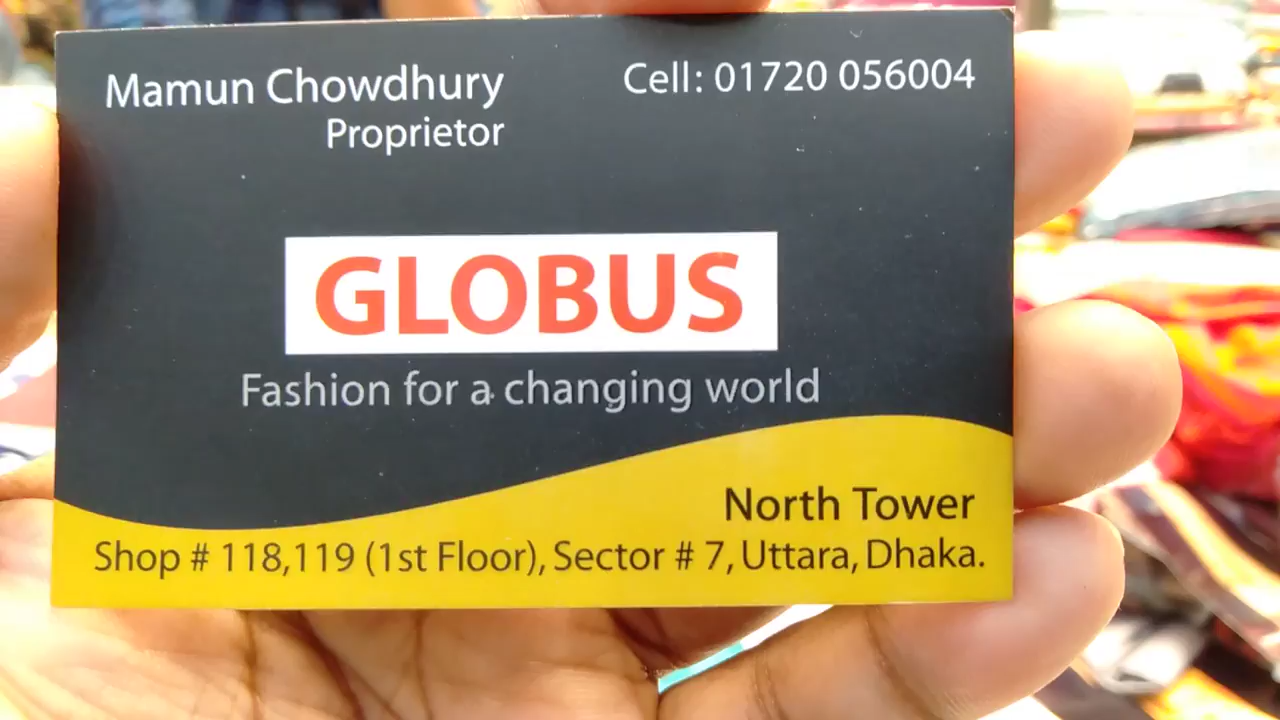 Mamun Chowdhury
Proprietor
Cell: 01720 056004
GLOBUS
Fashion for a changing world
North Tower
Shop # 118,119 (1st Floor), Sector # 7, Uttara, Dhaka.